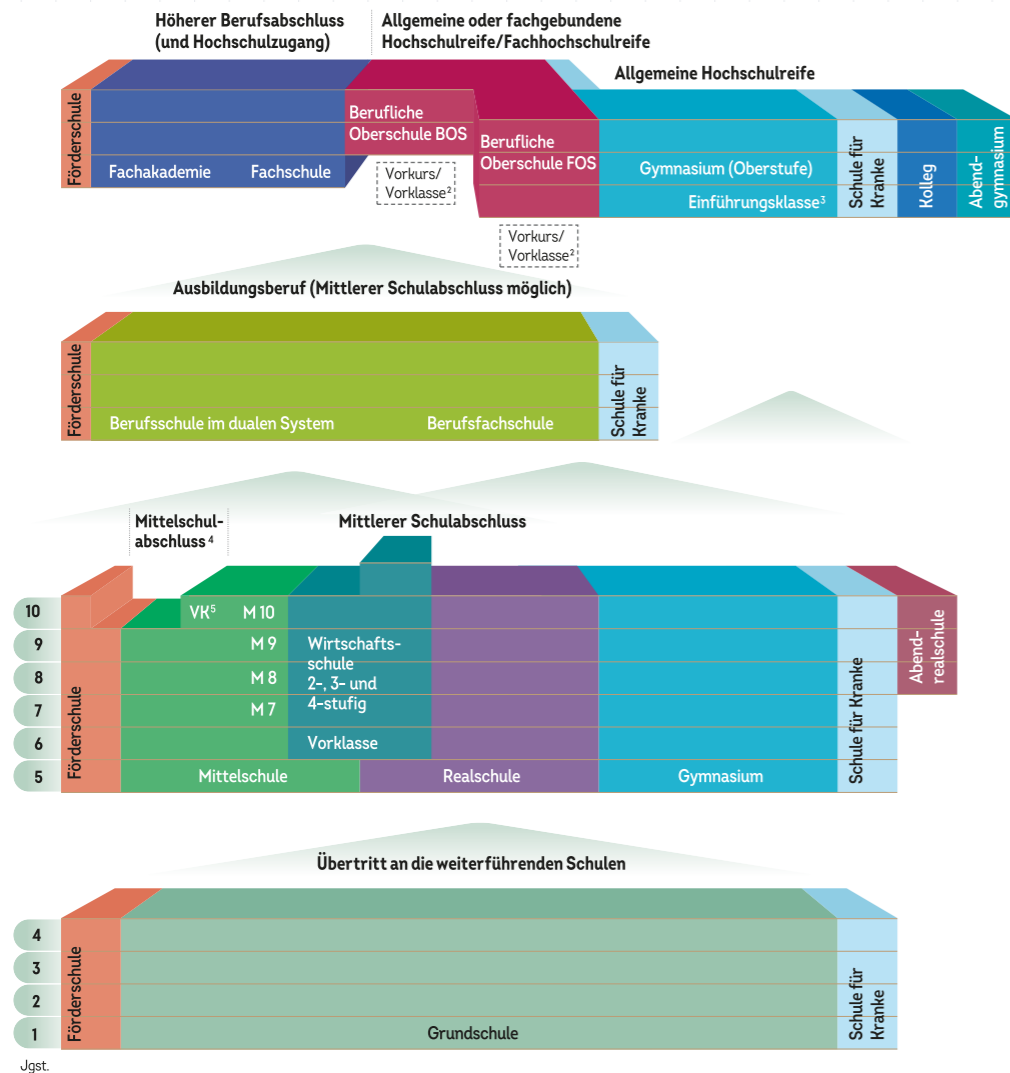 Höherer Berufsabschluss
(und Hochschulzugang)
Allgemeine oder fachgebundene
Hochschulreife/Fachhochschulreife
Allgemeine Hochschulreife
Förderschule
Fachakademie
Fachschule
Berufliche
Oberschule BOS
Vorkurs/
Vorklasse²
Berufliche
Oberschule FOS
Vorkurs/
Vorklasse²
Gymnasium (Oberstufe)
Einführungsklasse³
Schule für
Kranke
Kolleg
Abend-
gymnasium
Ausbildungsberuf (Mittlerer Schulabschluss möglich)
Förderschule
Berufsschule im dualen System
Berufsfachschule
Schule für
Kranke
Mittelschul-
abschluss ⁴
Mittlerer Schulabschluss
10
9
8
7
6
5
Förderschule
VK⁵
M 10
M 9
M 8
M 7
Mittelschule
Wirtschafts-
schule
2-, 3- und
4-stufig
Vorklasse
Realschule
Gymnasium
Schule für Kranke
Abend-
realschule
Übertritt an die weiterführenden Schulen
4
3
2
1
Jgst.
Förderschule
Grundschule
Schule für
Kranke